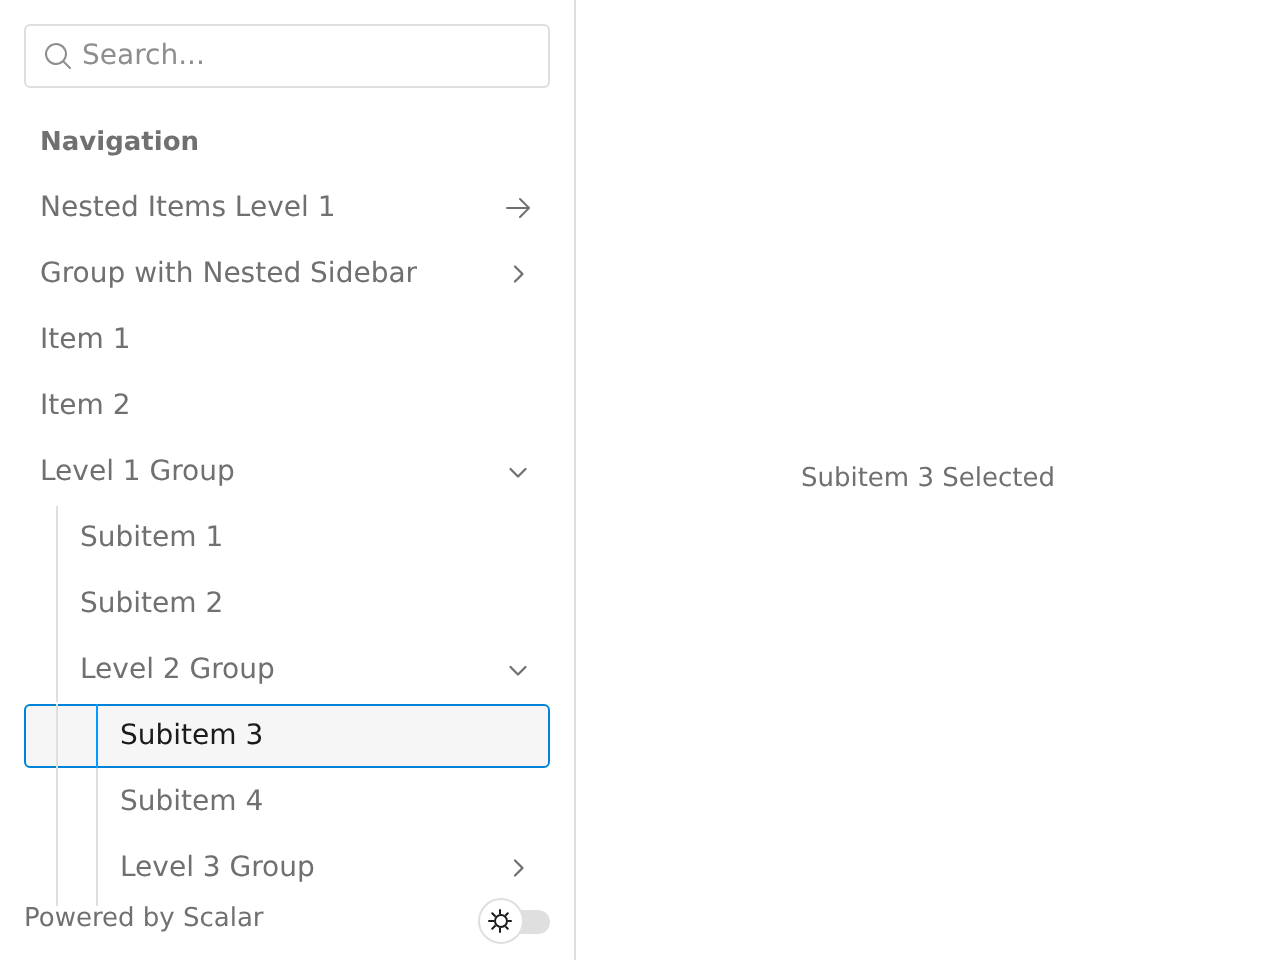 Search...
Navigation
Nested Items Level 1
Group with Nested Sidebar
Item 1
Item 2
Level 1 Group
Subitem 1
Subitem 2
Level 2 Group
Subitem 3
Subitem 4
Level 3 Group
Powered by Scalar
Subitem 3 Selected